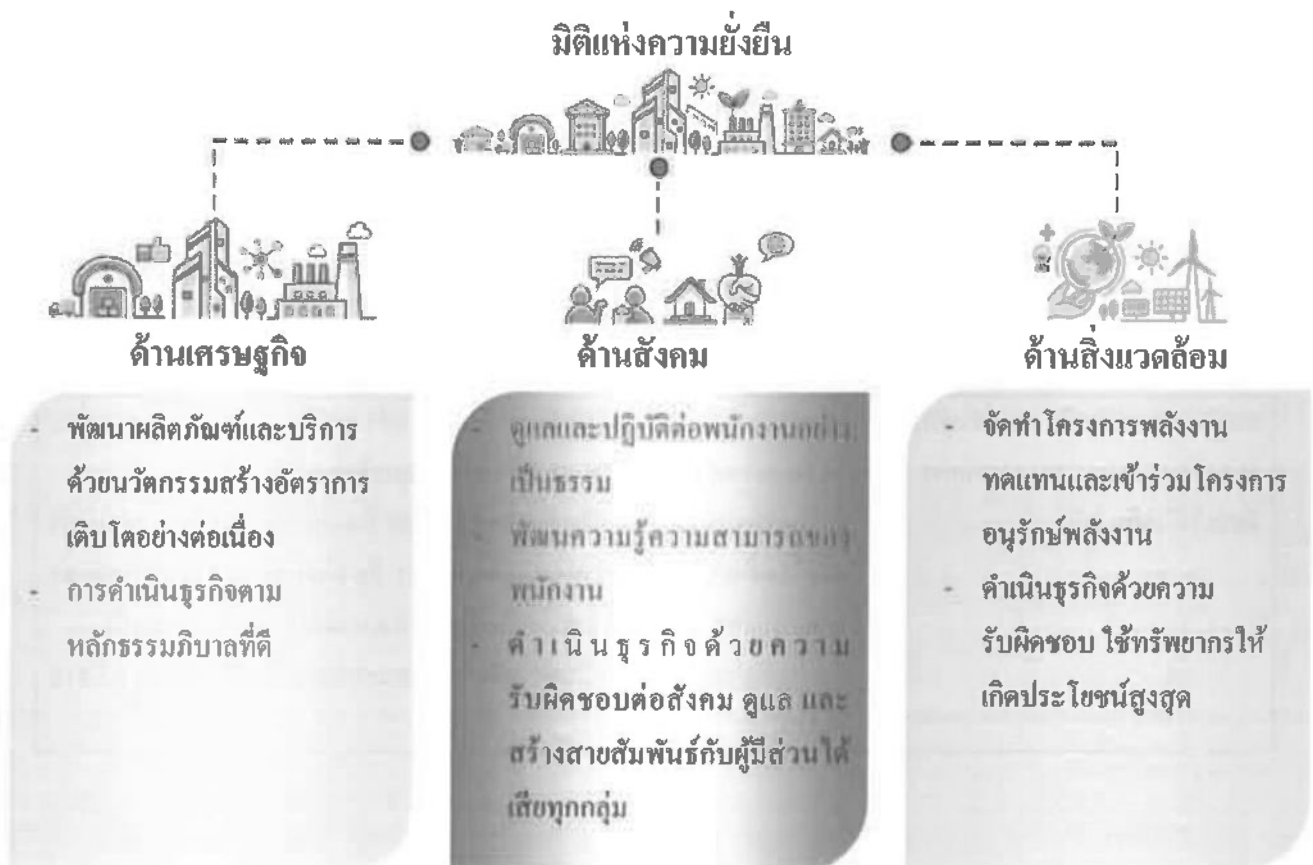 มิติแห่งความยั่งยืน
ด้านเศรษฐกิจ
- พัฒนาผลิตภัณฑ์และบริการ
ด้วยนวัตกรรมสร้างอัตราการ
เติบโตอย่างต่อเนื่อง
- การดำเนินธุรกิจตาม
หลักธรรมภิบาลที่ดี
ด้านสังคม
- ดูแลและปฏิบัติต่อพนักงานอย่าง
เป็นธรรม
- พัฒนความรู้ความสามารถของ
พนักงาน
- ดำเนินธุรกิจด้วยความ
รับผิดชอบต่อสังคม ดูแล และ
สร้างสายสัมพันธ์กับผู้มีส่วนได้
เสียทุกกลุ่ม
ด้านสิ่งแวดล้อม
- จัดทำโครงการพลังงาน
ทดแทนและเข้าร่วมโครงการ
อนุรักษ์พลังงาน
- ดำเนินธุรกิจด้วยความ
รับผิดชอบ ใช้ทรัพยากรให้
เกิดประโยชน์สูงสุด